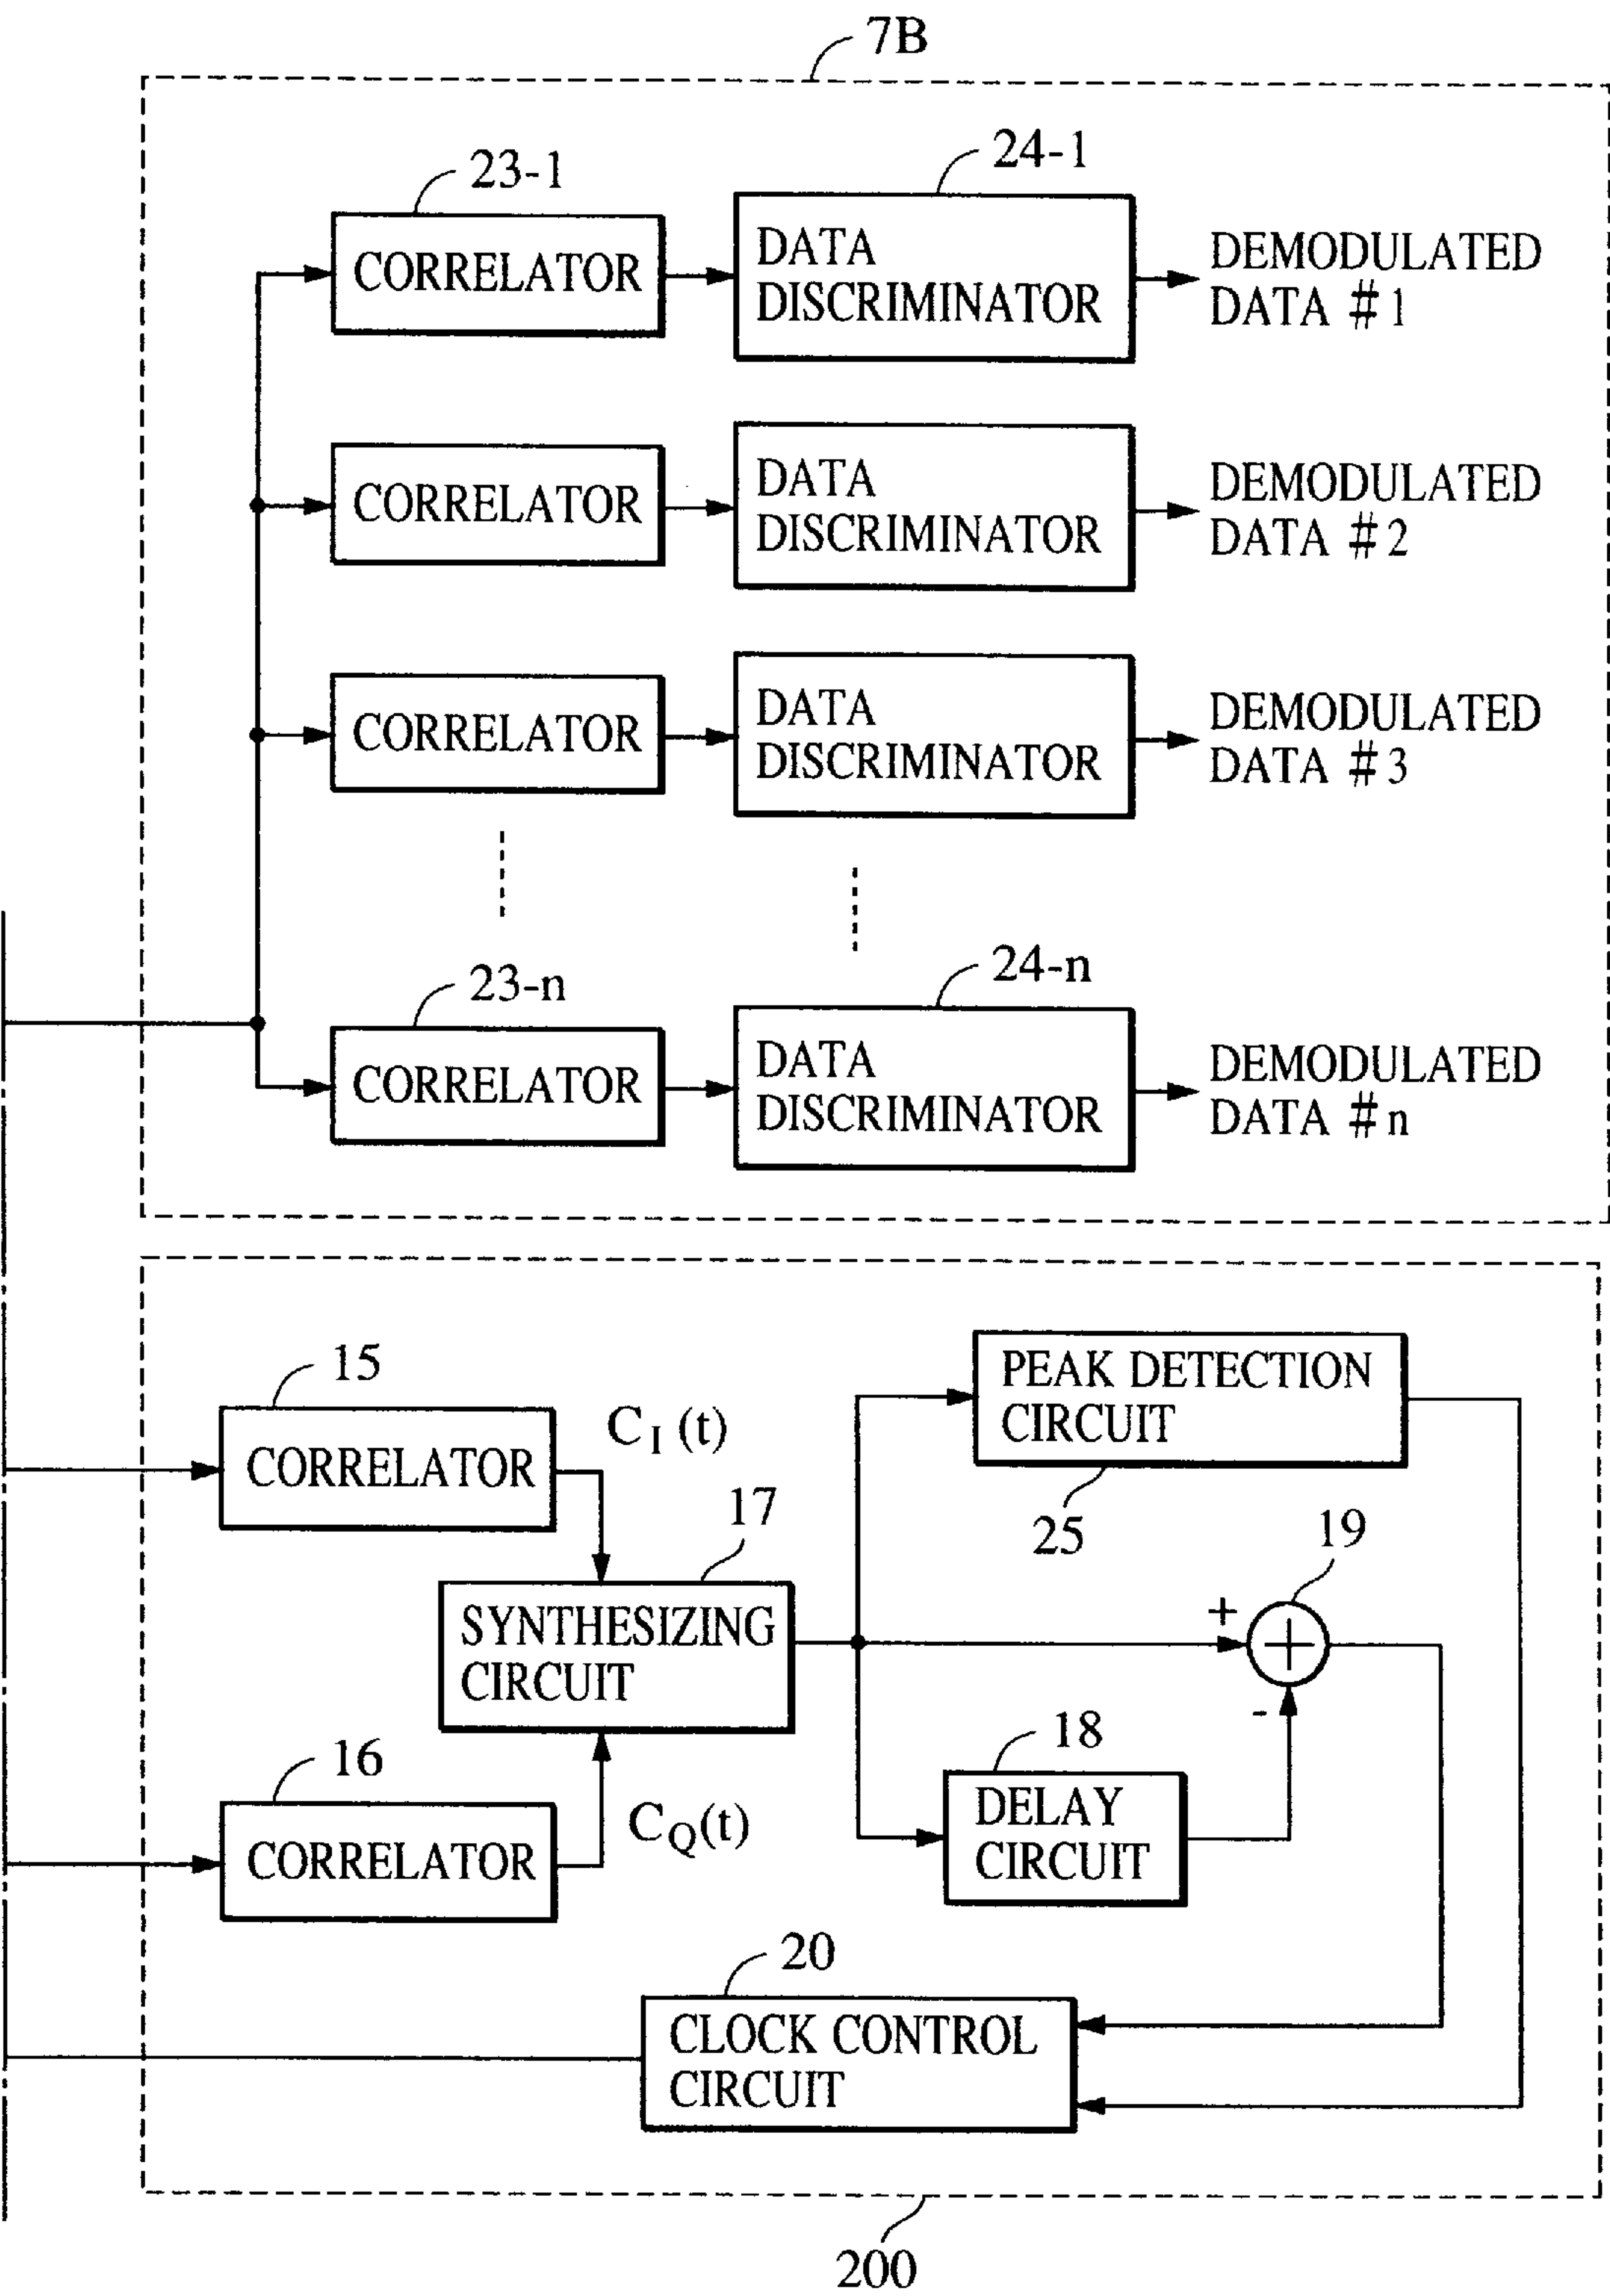 7B
23-1
24-1
CORRELATOR
DATA
DISCRIMINATOR
DEMODULATED
DATA #1
CORRELATOR
DATA
DISCRIMINATOR
DEMODULATED
DATA #2
CORRELATOR
DATA
DISCRIMINATOR
DEMODULATED
DATA #3
23-n
24-n
CORRELATOR
DATA
DISCRIMINATOR
DEMODULATED
DATA #n
15
CORRELATOR
C_I (t)
PEAK DETECTION
CIRCUIT
25
17
19
SYNTHESIZING
CIRCUIT
+
-
16
CORRELATOR
C_Q(t)
18
DELAY
CIRCUIT
20
CLOCK CONTROL
CIRCUIT
200